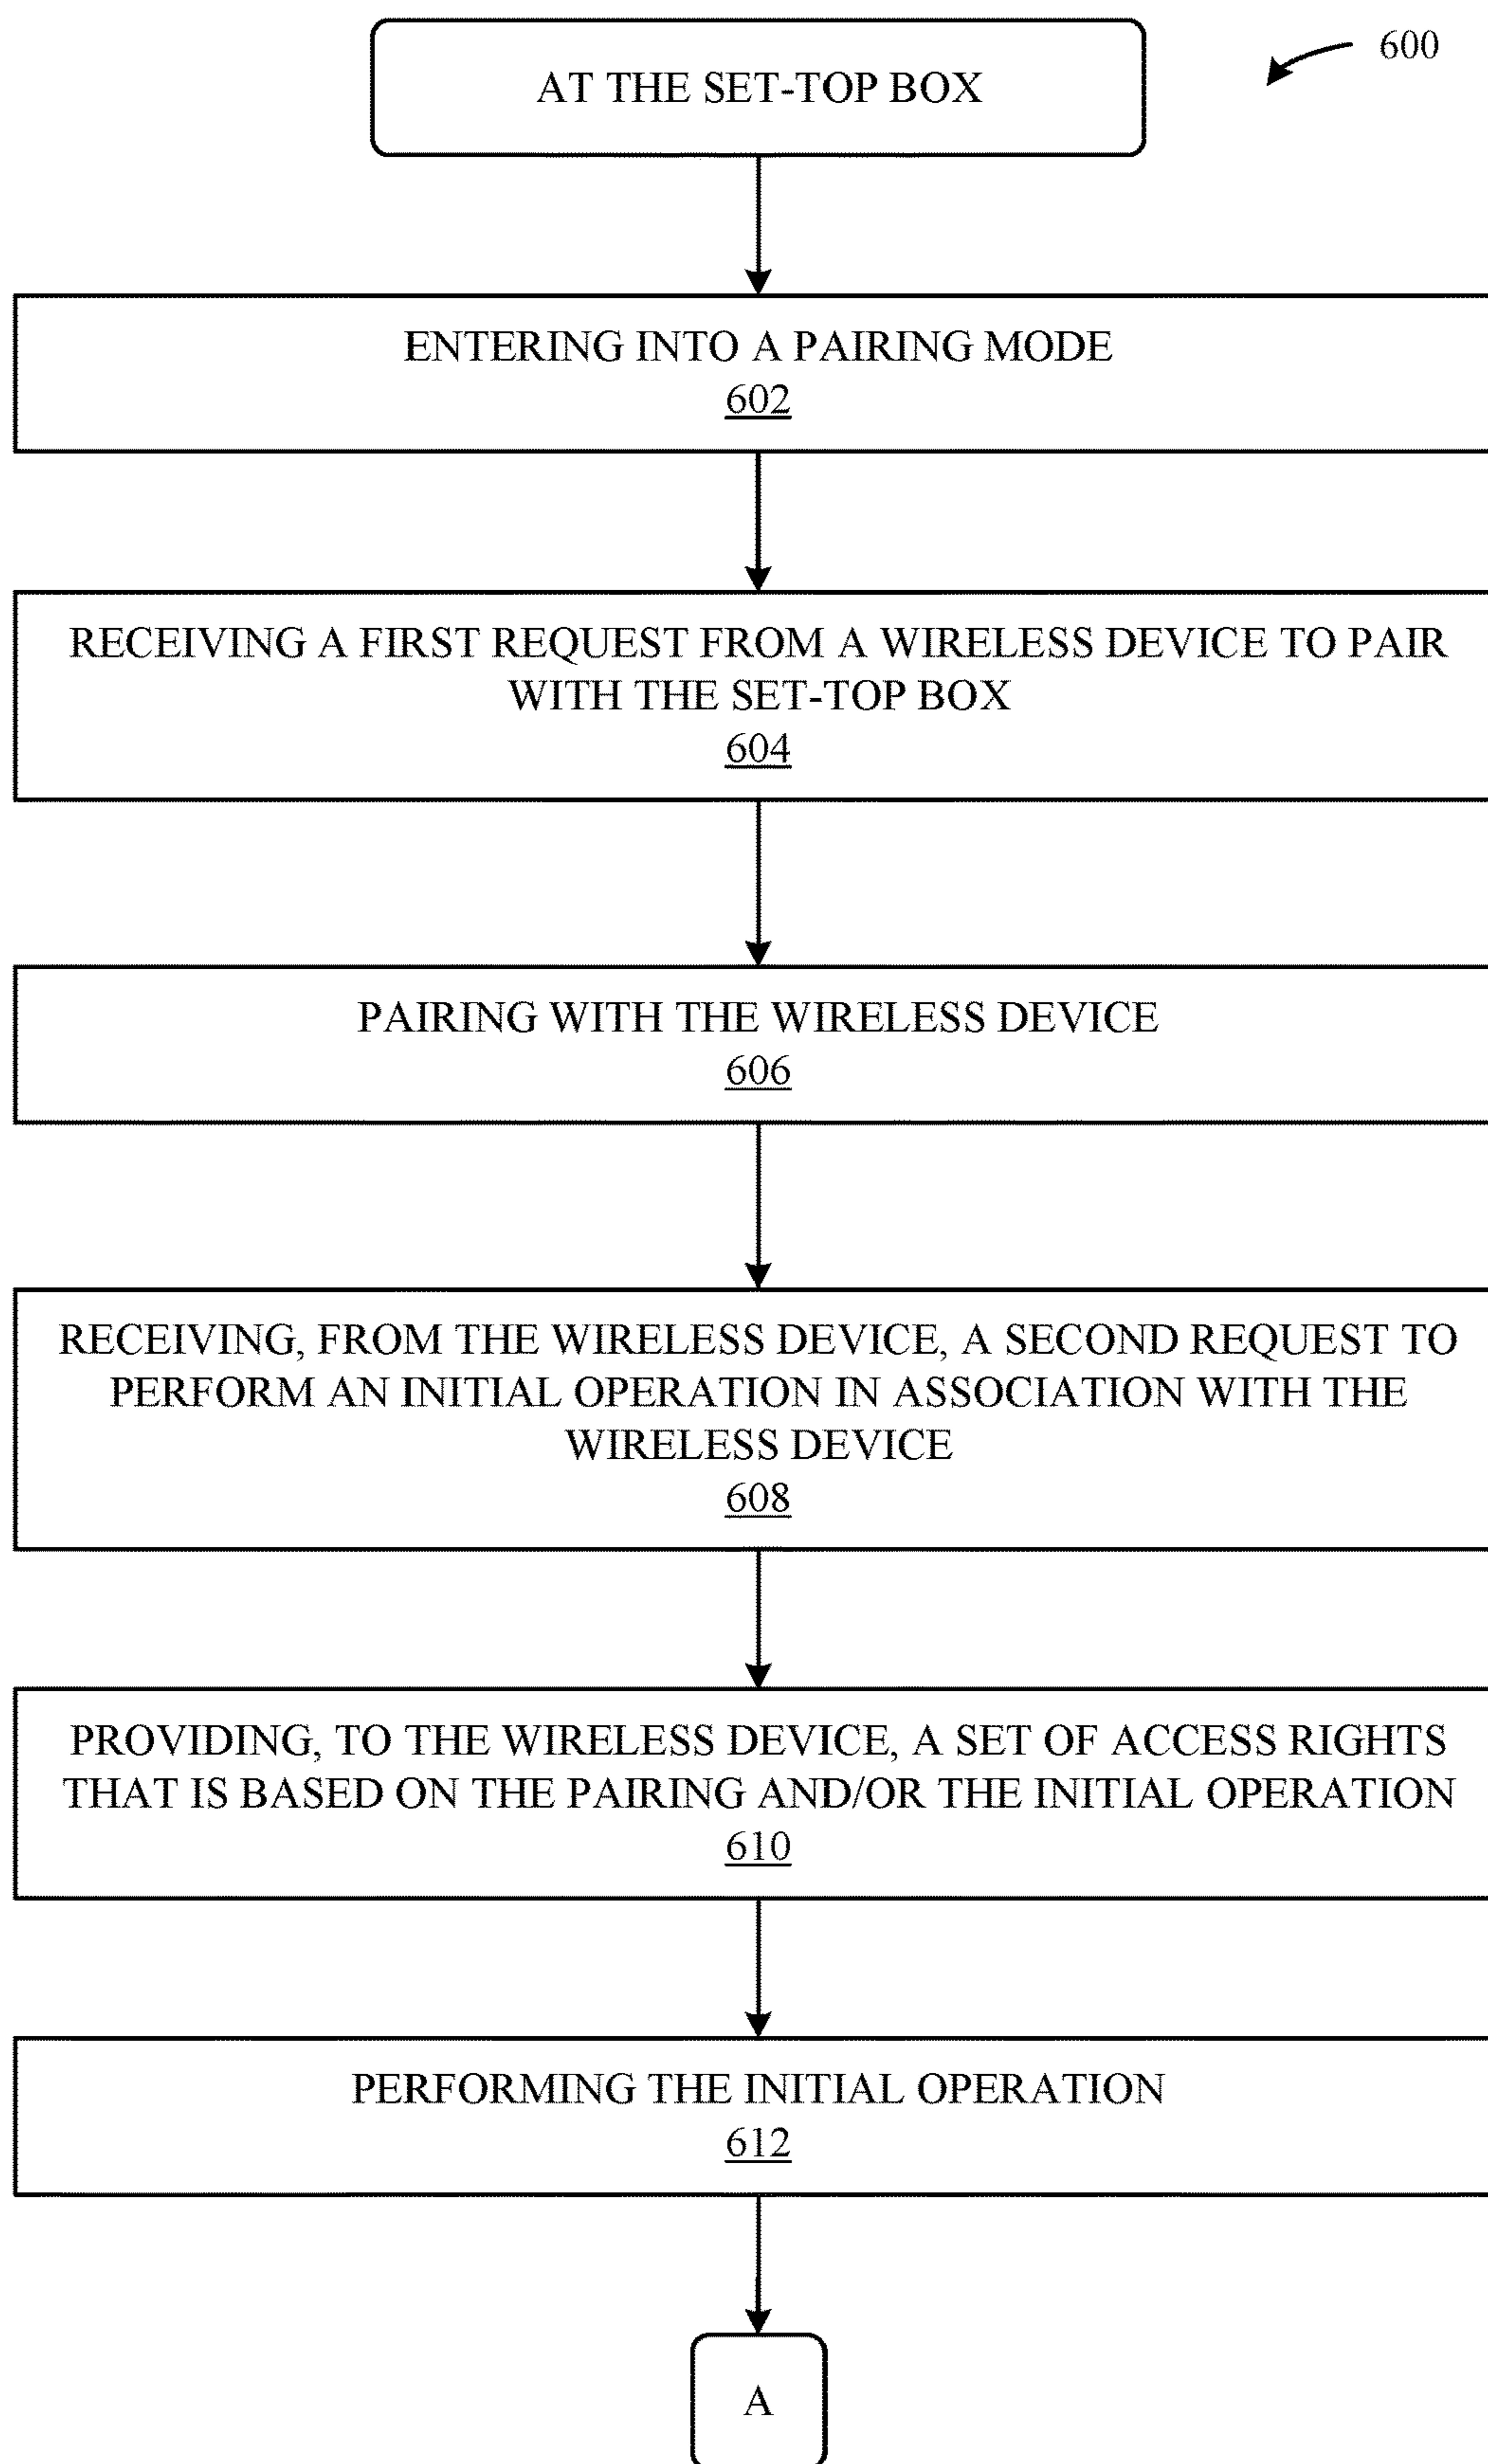 AT THE SET-TOP BOX
600
ENTERING INTO A PAIRING MODE
602
RECEIVING A FIRST REQUEST FROM A WIRELESS DEVICE TO PAIR
WITH THE SET-TOP BOX
604
PAIRING WITH THE WIRELESS DEVICE
606
RECEIVING, FROM THE WIRELESS DEVICE, A SECOND REQUEST TO
PERFORM AN INITIAL OPERATION IN ASSOCIATION WITH THE
WIRELESS DEVICE
608
PROVIDING, TO THE WIRELESS DEVICE, A SET OF ACCESS RIGHTS
THAT IS BASED ON THE PAIRING AND/OR THE INITIAL OPERATION
610
PERFORMING THE INITIAL OPERATION
612
A